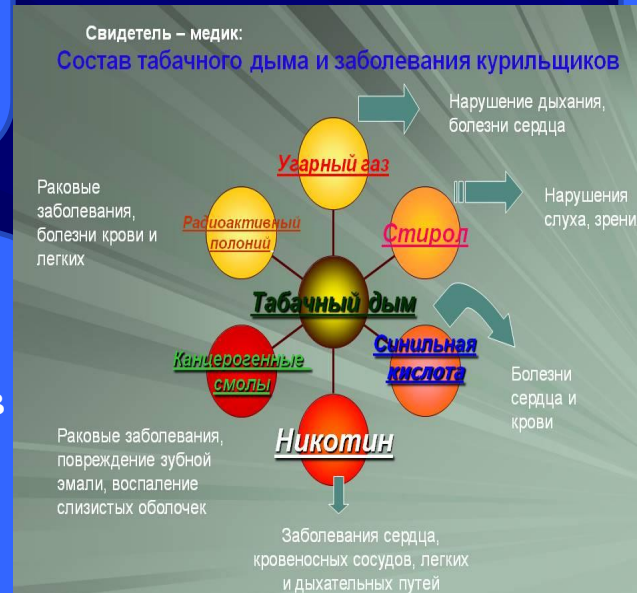 Свидетель – медик:
Состав табачного дыма и заболевания курильщиков
Нарушение дыхания,
болезни сердца
Угарный газ
Раковые
заболевания,
болезни крови и
легких
Радиоактивный
полоний
Стирол
Нарушения
слуха, зрени
Табачный дым
Канцерогенные
смолы
Синильная
кислота
Болезни
сердца и
крови
в
Раковые заболевания,
повреждение зубной
эмали, воспаление
слизистых оболочек
Никотин
Заболевания сердца,
кровеносных сосудов, легких
и дыхательных путей